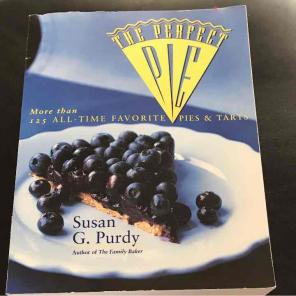 THE PERFECT
PIE
More than
125 ALL-TIME FAVORITE PIES & TARTS
Susan
G. Purdy
Author of The Family Baker